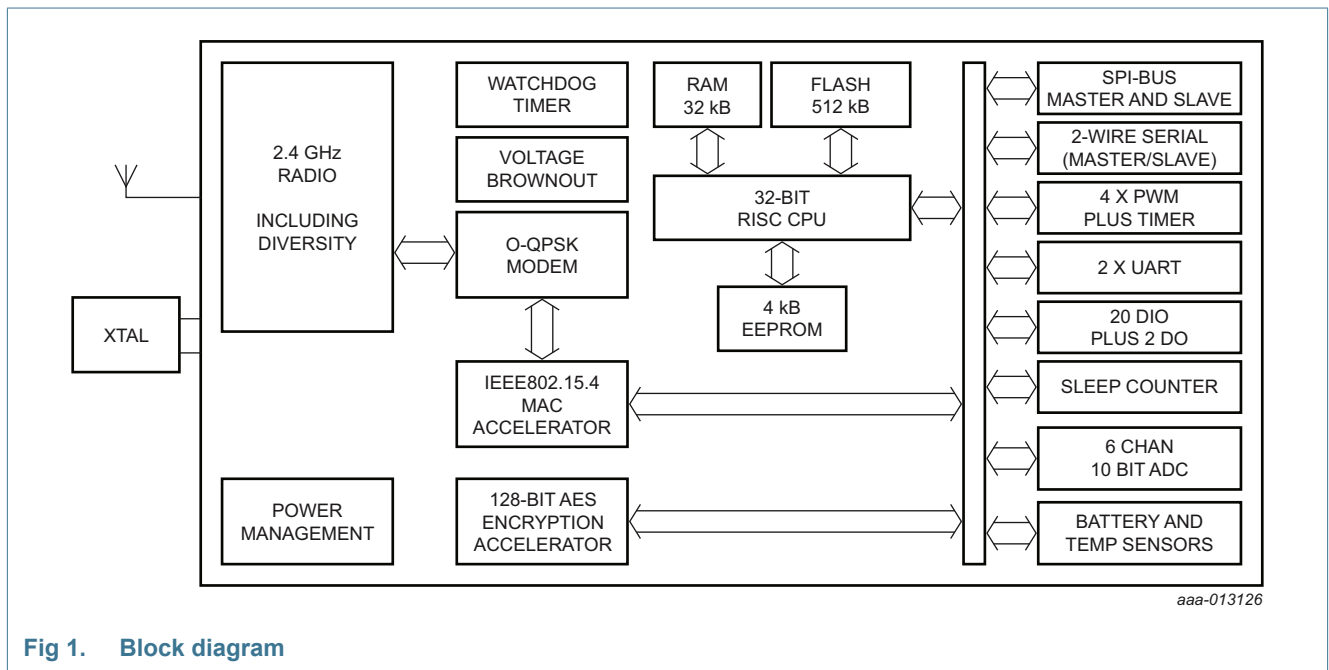 WATCHDOG
TIMER
RAM
32 kB
FLASH
512 kB
SPI-BUS
MASTER AND SLAVE
2.4 GHz
RADIO
INCLUDING
DIVERSITY
VOLTAGE
BROWNOUT
2-WIRE SERIAL
(MASTER/SLAVE)
32-BIT
RISC CPU
4 X PWM
PLUS TIMER
O-QPSK
MODEM
2 X UART
XTAL
4 kB
EEPROM
20 DIO
PLUS 2 DO
IEEE802.15.4
MAC
ACCELERATOR
SLEEP COUNTER
6 CHAN
10 BIT ADC
POWER
MANAGEMENT
128-BIT AES
ENCRYPTION
ACCELERATOR
BATTERY AND
TEMP SENSORS
aaa-013126
Fig 1. Block diagram